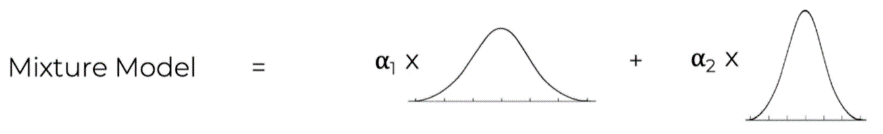 Mixture Model = α₁ x + α₂ x